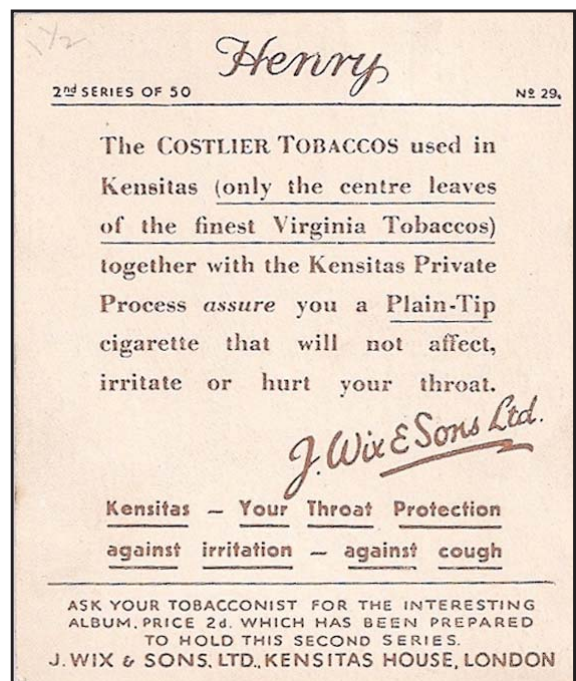 1/2
Henry
2nd SERIES OF 50 Nº 29.
The COSTLIER TOBACCOS used in
Kensitas (only the centre leaves
of the finest Virginia Tobaccos)
together with the Kensitas Private
Process assure you a Plain-Tip
cigarette that will not affect,
irritate or hurt your throat.
J. Wix & Sons Ltd.
Kensitas – Your Throat Protection
against irritation – against cough
ASK YOUR TOBACCONIST FOR THE INTERESTING
ALBUM, PRICE 2d. WHICH HAS BEEN PREPARED
TO HOLD THIS SECOND SERIES.
J. WIX & SONS, LTD., KENSITAS HOUSE, LONDON